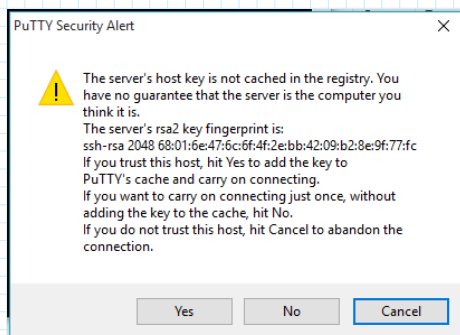 PuTTY Security Alert
The server's host key is not cached in the registry. You
have no guarantee that the server is the computer you
think it is.
The server's rsa2 key fingerprint is:
ssh-rsa 2048 68:01:6e:47:6c:6f:4f:2e:bb:42:09:b2:8e:9f:77:fc
If you trust this host, hit Yes to add the key to
PuTTY's cache and carry on connecting.
If you want to carry on connecting just once, without
adding the key to the cache, hit No.
If you do not trust this host, hit Cancel to abandon the
connection.
Yes
No
Cancel